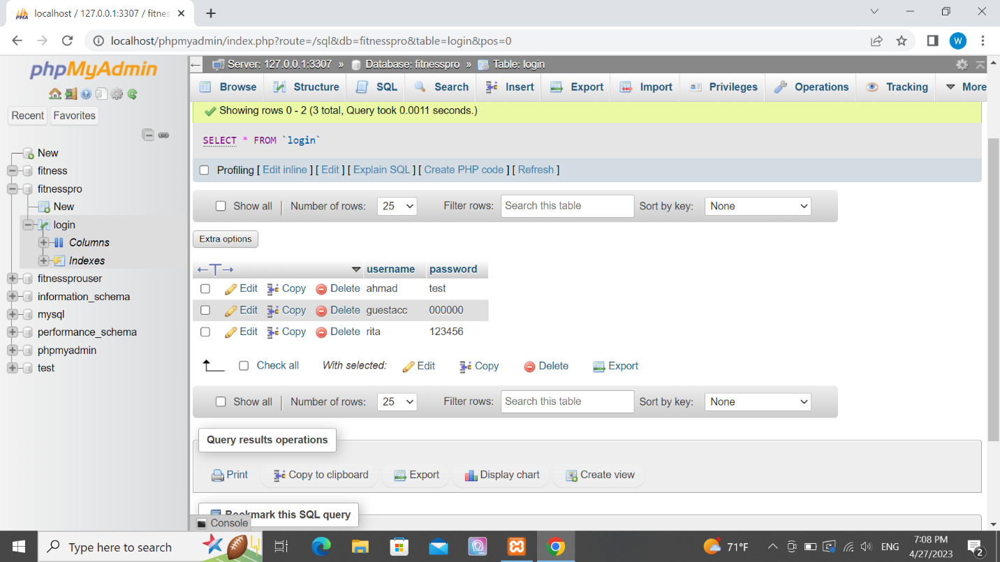 localhost / 127.0.0.1:3307 / fitnes
localhost/phpmyadmin/index.php?route=/sql&db=fitnesspro&table=login&pos=0
W
phpMyAdmin
Recent Favorites
New
fitness
fitnesspro
New
login
Columns
Indexes
fitnessprouser
information_schema
mysql
performance_schema
phpmyadmin
test
Server: 127.0.0.1:3307 » Database: fitnesspro » Table: login
Browse Structure SQL Search Insert Export Import Privileges Operations Tracking More
Showing rows 0 - 2 (3 total, Query took 0.0011 seconds.)
SELECT * FROM `login`
Profiling [ Edit inline ] [ Edit ] [ Explain SQL ] [ Create PHP code ] [ Refresh ]
Show all | Number of rows: 25 Filter rows: Search this table Sort by key: None
Extra options
←T→ username password
Edit Copy Delete ahmad test
Edit Copy Delete guestacc 000000
Edit Copy Delete rita 123456
Check all With selected: Edit Copy Delete Export
Show all | Number of rows: 25 Filter rows: Search this table Sort by key: None
Query results operations
Print Copy to clipboard Export Display chart Create view
Bookmark this SQL query
Console
Type here to search
71°F
ENG
7:08 PM
4/27/2023
2